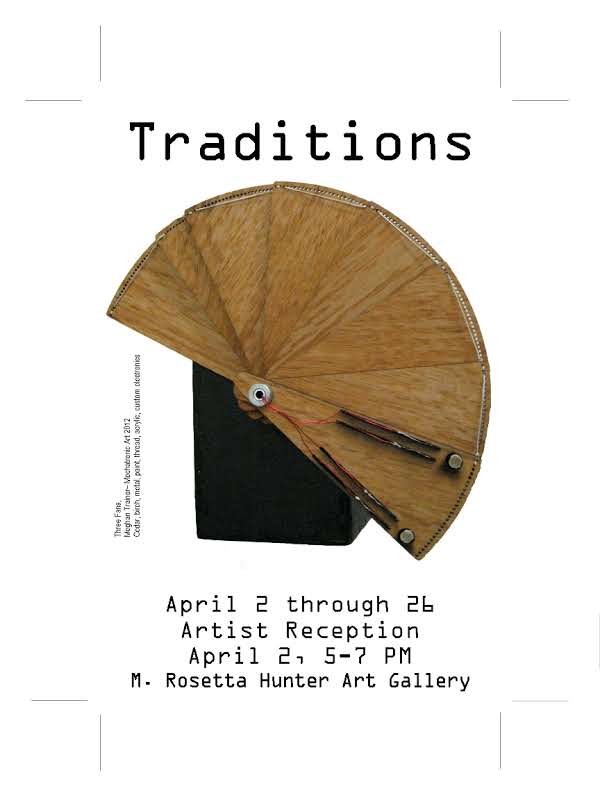 Traditions
Three Fans,
Meghan Trainor– Mechatronic Art 2012
Cedar, birch, metal, paint, thread, acrylic, custom electronics
April 2 through 26
Artist Reception
April 2, 5-7 PM
M. Rosetta Hunter Art Gallery